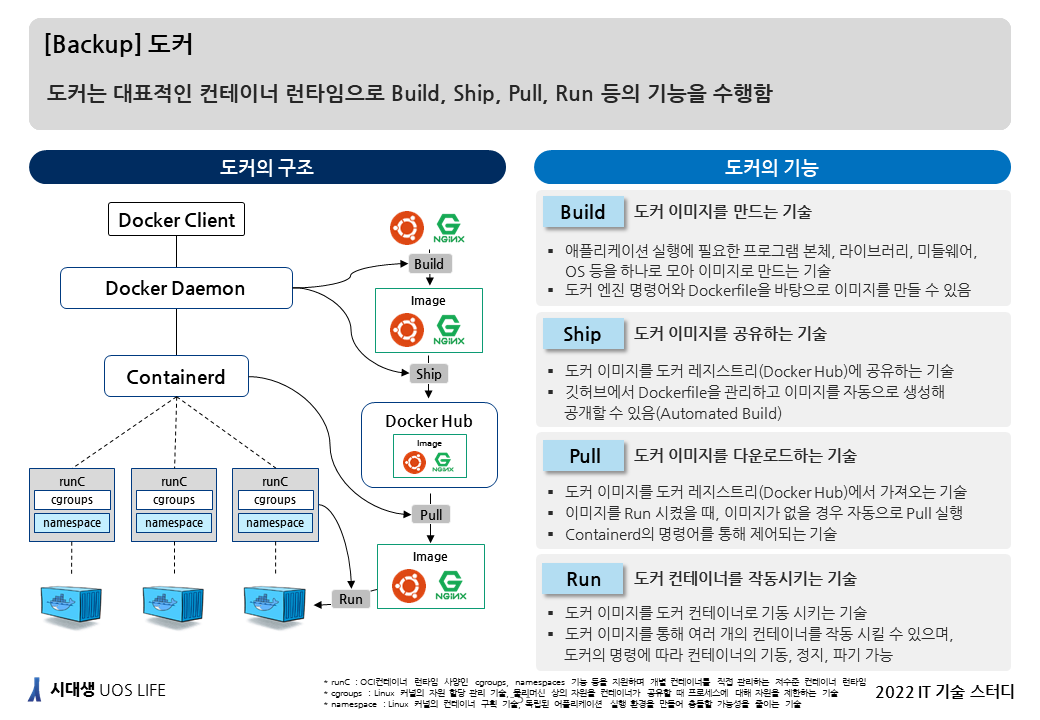 [Backup] 도커
도커는 대표적인 컨테이너 런타임으로 Build, Ship, Pull, Run 등의 기능을 수행함
도커의 구조
Docker Client
NGINX
Build
Docker Daemon
Image
NGINX
Ship
Containerd
Docker Hub
Image
NGINX
runC
cgroups
namespace
runC
cgroups
namespace
runC
cgroups
namespace
Pull
Image
NGINX
Run
도커의 기능
Build 도커 이미지를 만드는 기술
▪ 애플리케이션 실행에 필요한 프로그램 본체, 라이브러리, 미들웨어,
OS 등을 하나로 모아 이미지로 만드는 기술
▪ 도커 엔진 명령어와 Dockerfile을 바탕으로 이미지를 만들 수 있음
Ship 도커 이미지를 공유하는 기술
▪ 도커 이미지를 도커 레지스트리(Docker Hub)에 공유하는 기술
▪ 깃허브에서 Dockerfile을 관리하고 이미지를 자동으로 생성해
공개할 수 있음(Automated Build)
Pull 도커 이미지를 다운로드하는 기술
▪ 도커 이미지를 도커 레지스트리(Docker Hub)에서 가져오는 기술
▪ 이미지를 Run 시켰을 때, 이미지가 없을 경우 자동으로 Pull 실행
▪ Containerd의 명령어를 통해 제어되는 기술
Run 도커 컨테이너를 작동시키는 기술
▪ 도커 이미지를 도커 컨테이너로 기동 시키는 기술
▪ 도커 이미지를 통해 여러 개의 컨테이너를 작동 시킬 수 있으며,
도커의 명령에 따라 컨테이너의 기동, 정지, 파기 가능
시대생 UOS LIFE
* runC : OCI컨테이너 런타임 사양인 cgroups, namespaces 기능 등을 지원하며 개별 컨테이너를 직접 관리하는 저수준 컨테이너 런타임
* cgroups : Linux 커널의 자원 할당 관리 기술, 물리머신 상의 자원을 컨테이너가 공유할 때 프로세스에 대해 자원을 제한하는 기술
* namespace : Linux 커널의 컨테이너 구획 기술, 독립된 어플리케이션 실행 환경을 만들어 충돌할 가능성을 줄이는 기술
2022 IT 기술 스터디